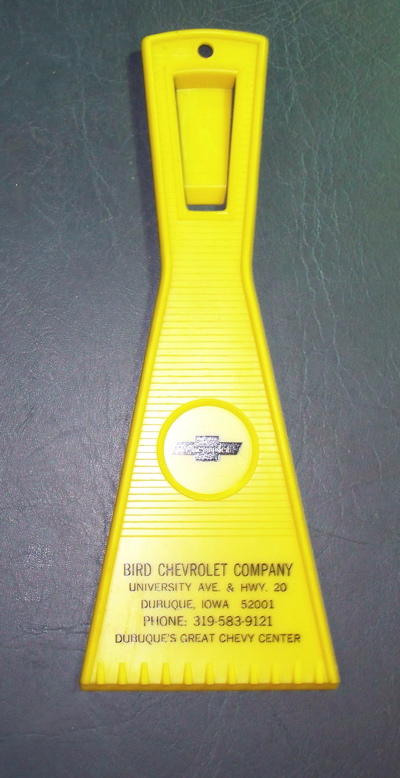 BIRD CHEVROLET COMPANY
UNIVERSITY AVE. & HWY. 20
DUBUQUE, IOWA 52001
PHONE: 319-583-9121
DUBUQUE'S GREAT CHEVY CENTER